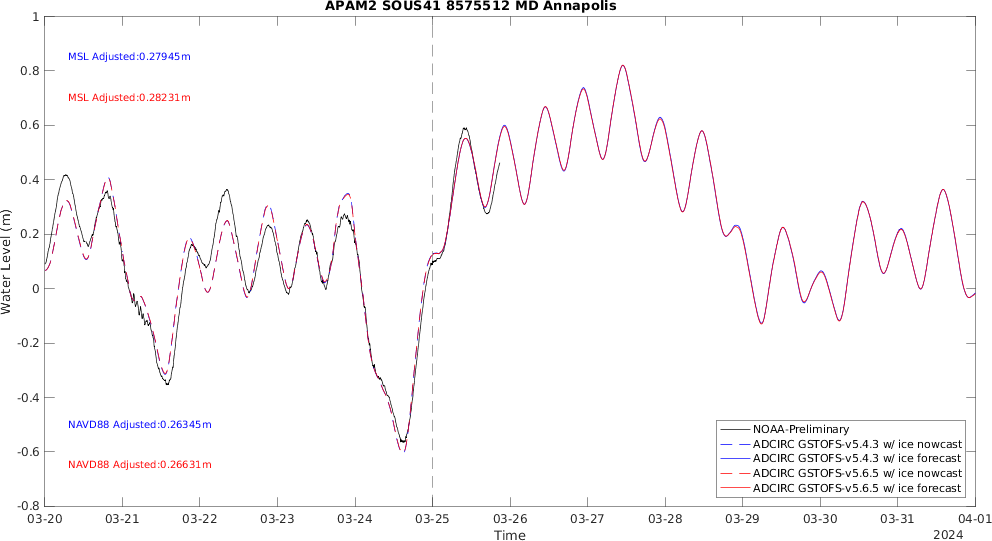 APAM2 SOUS41 8575512 MD Annapolis
Water Level (m)
1
0.8
0.6
0.4
0.2
0
-0.2
-0.4
-0.6
-0.8
MSL Adjusted:0.27945m
MSL Adjusted:0.28231m
NAVD88 Adjusted:0.26345m
NAVD88 Adjusted:0.26631m
NOAA-Preliminary
ADCIRC GSTOFS-v5.4.3 w/ ice nowcast
ADCIRC GSTOFS-v5.4.3 w/ ice forecast
ADCIRC GSTOFS-v5.6.5 w/ ice nowcast
ADCIRC GSTOFS-v5.6.5 w/ ice forecast
03-20 03-21 03-22 03-23 03-24 03-25 03-26 03-27 03-28 03-29 03-30 03-31 04-01
Time
2024